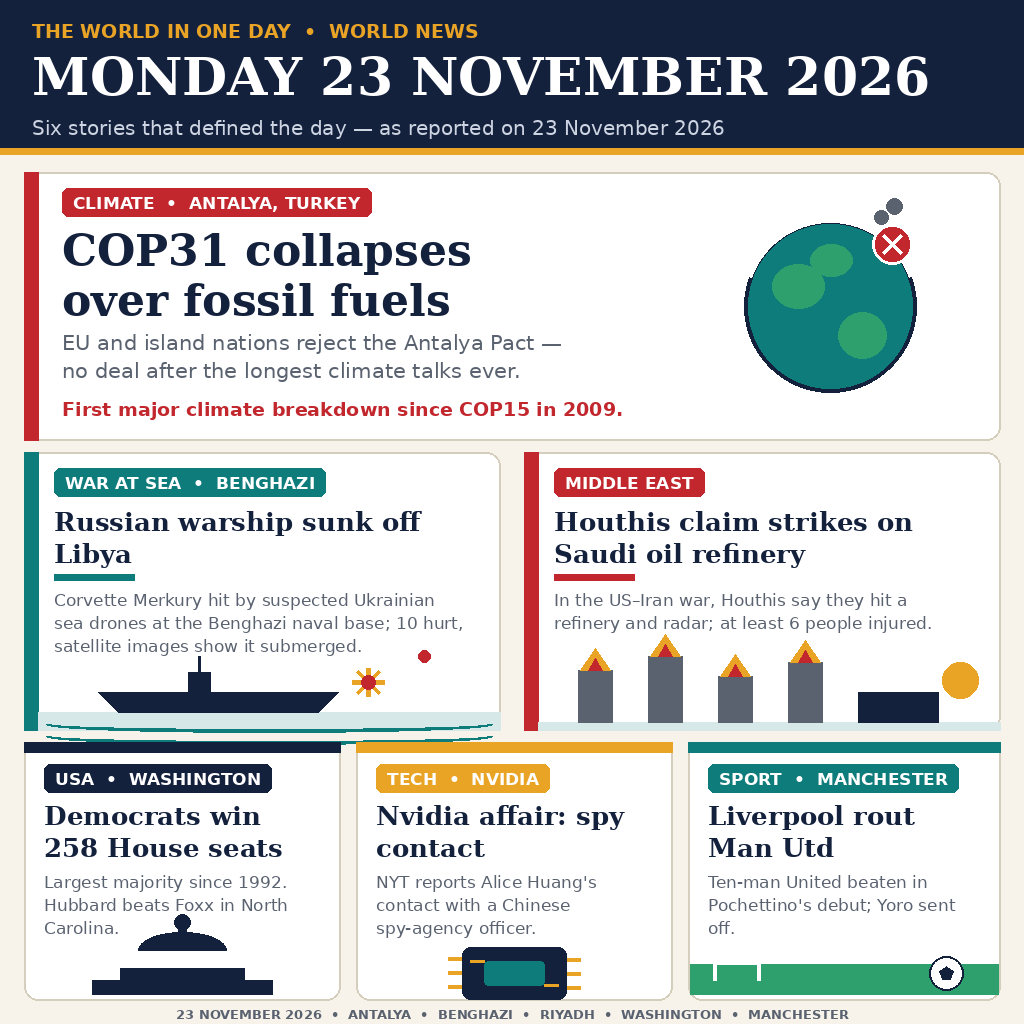 THE WORLD IN ONE DAY • WORLD NEWS
MONDAY 23 NOVEMBER 2026
Six stories that defined the day — as reported on 23 November 2026
CLIMATE • ANTALYA, TURKEY
COP31 collapses
over fossil fuels
EU and island nations reject the Antalya Pact —
no deal after the longest climate talks ever.
First major climate breakdown since COP15 in 2009.
WAR AT SEA • BENGHAZI
Russian warship sunk off
Libya
Corvette Merkury hit by suspected Ukrainian
sea drones at the Benghazi naval base; 10 hurt,
satellite images show it submerged.
MIDDLE EAST
Houthis claim strikes on
Saudi oil refinery
In the US–Iran war, Houthis say they hit a
refinery and radar; at least 6 people injured.
USA • WASHINGTON
Democrats win
258 House seats
Largest majority since 1992.
Hubbard beats Foxx in North
Carolina.
TECH • NVIDIA
Nvidia affair: spy
contact
NYT reports Alice Huang's
contact with a Chinese
spy-agency officer.
SPORT • MANCHESTER
Liverpool rout
Man Utd
Ten-man United beaten in
Pochettino's debut; Yoro sent
off.
23 NOVEMBER 2026 • ANTALYA • BENGHAZI • RIYADH • WASHINGTON • MANCHESTER